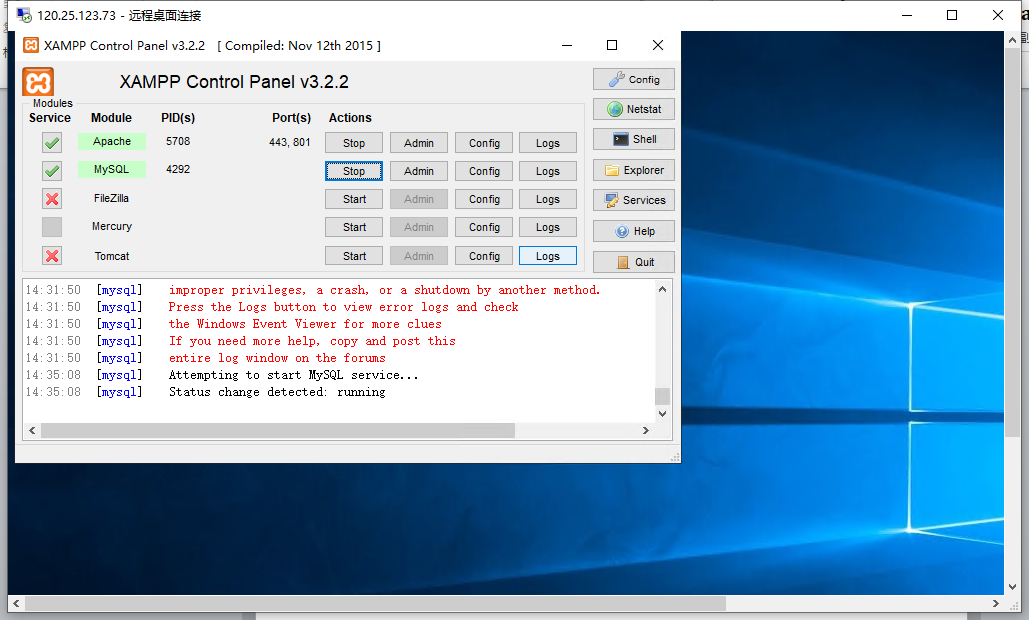 120.25.123.73 - 远程桌面连接
XAMPP Control Panel v3.2.2 [ Compiled: Nov 12th 2015 ]
XAMPP Control Panel v3.2.2
Config
Modules
Service Module PID(s) Port(s) Actions
Netstat
Apache 5708 443, 801 Stop Admin Config Logs
Shell
MySQL 4292 Stop Admin Config Logs
Explorer
FileZilla Start Admin Config Logs
Services
Mercury Start Admin Config Logs
Help
Tomcat Start Admin Config Logs
Quit
14:31:50 [mysql] improper privileges, a crash, or a shutdown by another method.
14:31:50 [mysql] Press the Logs button to view error logs and check
14:31:50 [mysql] the Windows Event Viewer for more clues
14:31:50 [mysql] If you need more help, copy and post this
14:31:50 [mysql] entire log window on the forums
14:35:08 [mysql] Attempting to start MySQL service...
14:35:08 [mysql] Status change detected: running